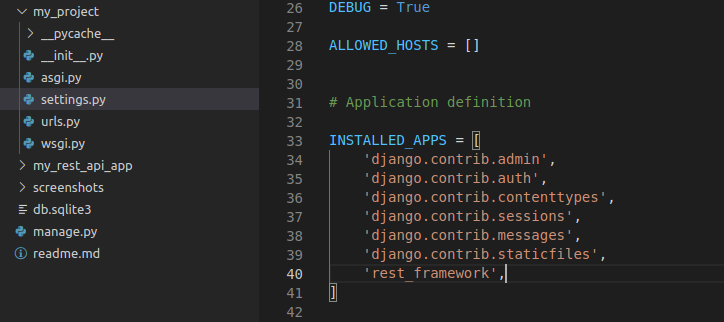 my_project
__pycache__
__init__.py
asgi.py
settings.py
urls.py
wsgi.py
my_rest_api_app
screenshots
db.sqlite3
manage.py
readme.md
26 DEBUG = True
27
28 ALLOWED_HOSTS = []
29
30
31 # Application definition
32
33 INSTALLED_APPS = [
34     'django.contrib.admin',
35     'django.contrib.auth',
36     'django.contrib.contenttypes',
37     'django.contrib.sessions',
38     'django.contrib.messages',
39     'django.contrib.staticfiles',
40     'rest_framework',
41 ]
42